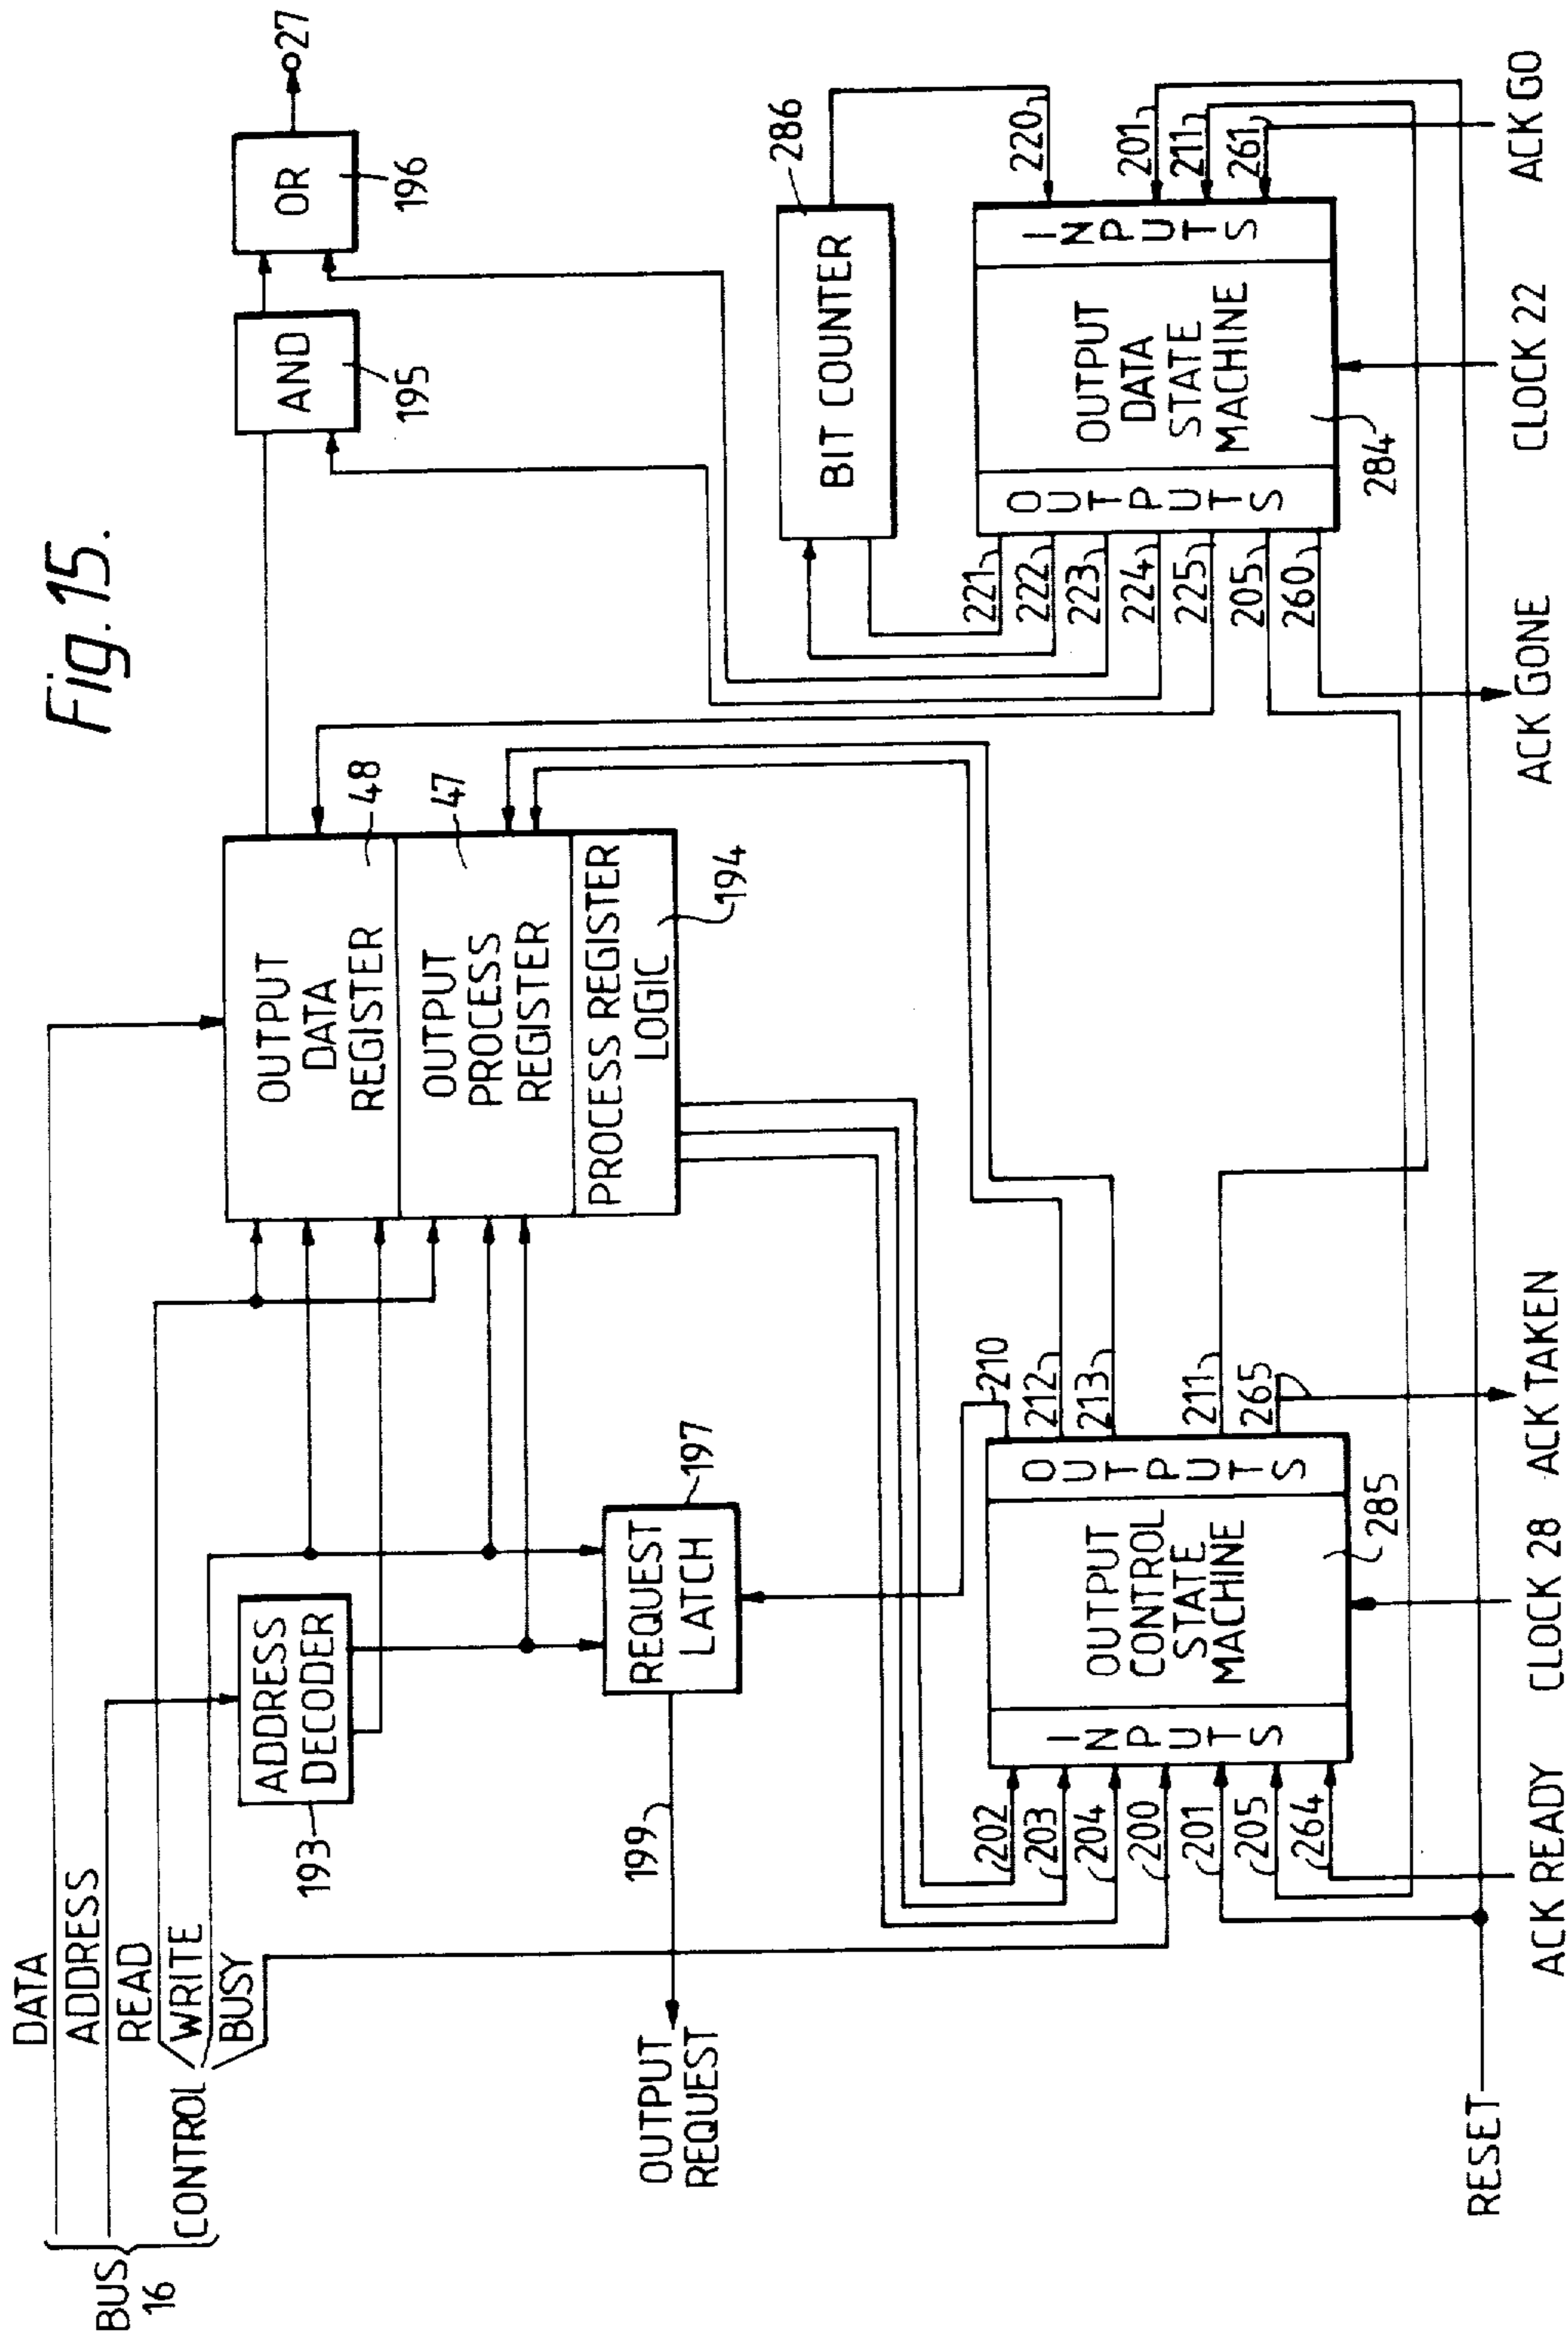 Fig. 15.
DATA
ADDRESS
READ
WRITE
BUSY
CONTROL
BUS
16
ADDRESS
DECODER
193
OUTPUT
DATA
REGISTER
48
OUTPUT
PROCESS
REGISTER
47
PROCESS REGISTER
LOGIC
194
AND
195
OR
196
27
REQUEST
LATCH
197
199
OUTPUT
REQUEST
BIT COUNTER
286
INPUTS
OUTPUT
CONTROL
STATE
MACHINE
OUTPUTS
285
202
203
204
200
201
205
264
210
212
213
211
265
OUTPUTS
OUTPUT
DATA
STATE
MACHINE
INPUTS
284
221
222
223
224
225
205
260
220
201
211
261
RESET
ACK READY
CLOCK 28
ACK TAKEN
ACK GONE
CLOCK 22
ACK GO